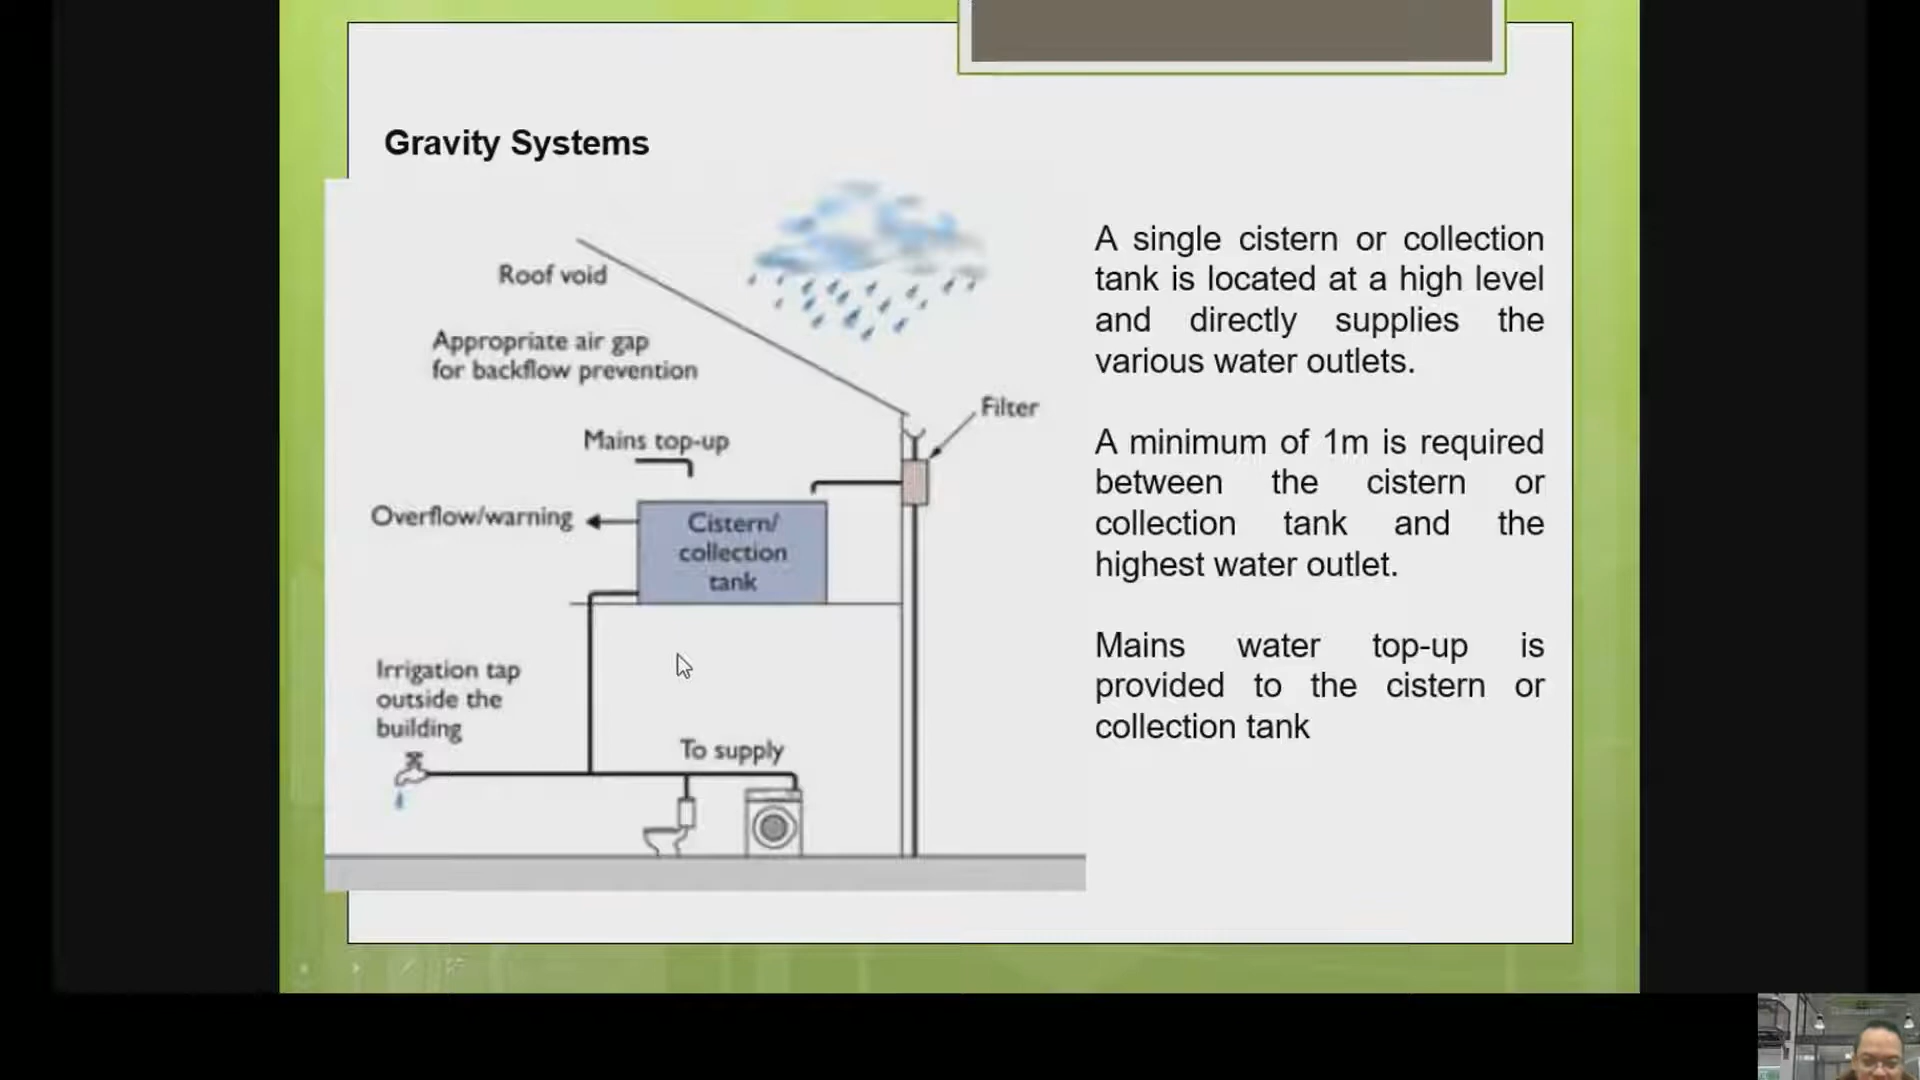 Gravity Systems
Roof void
Appropriate air gap
for backflow prevention
Filter
Mains top-up
Overflow/warning
Cistern/
collection
tank
Irrigation tap
outside the
building
To supply
A single cistern or collection
tank is located at a high level
and directly supplies the
various water outlets.
A minimum of 1m is required
between the cistern or
collection tank and the
highest water outlet.
Mains water top-up is
provided to the cistern or
collection tank